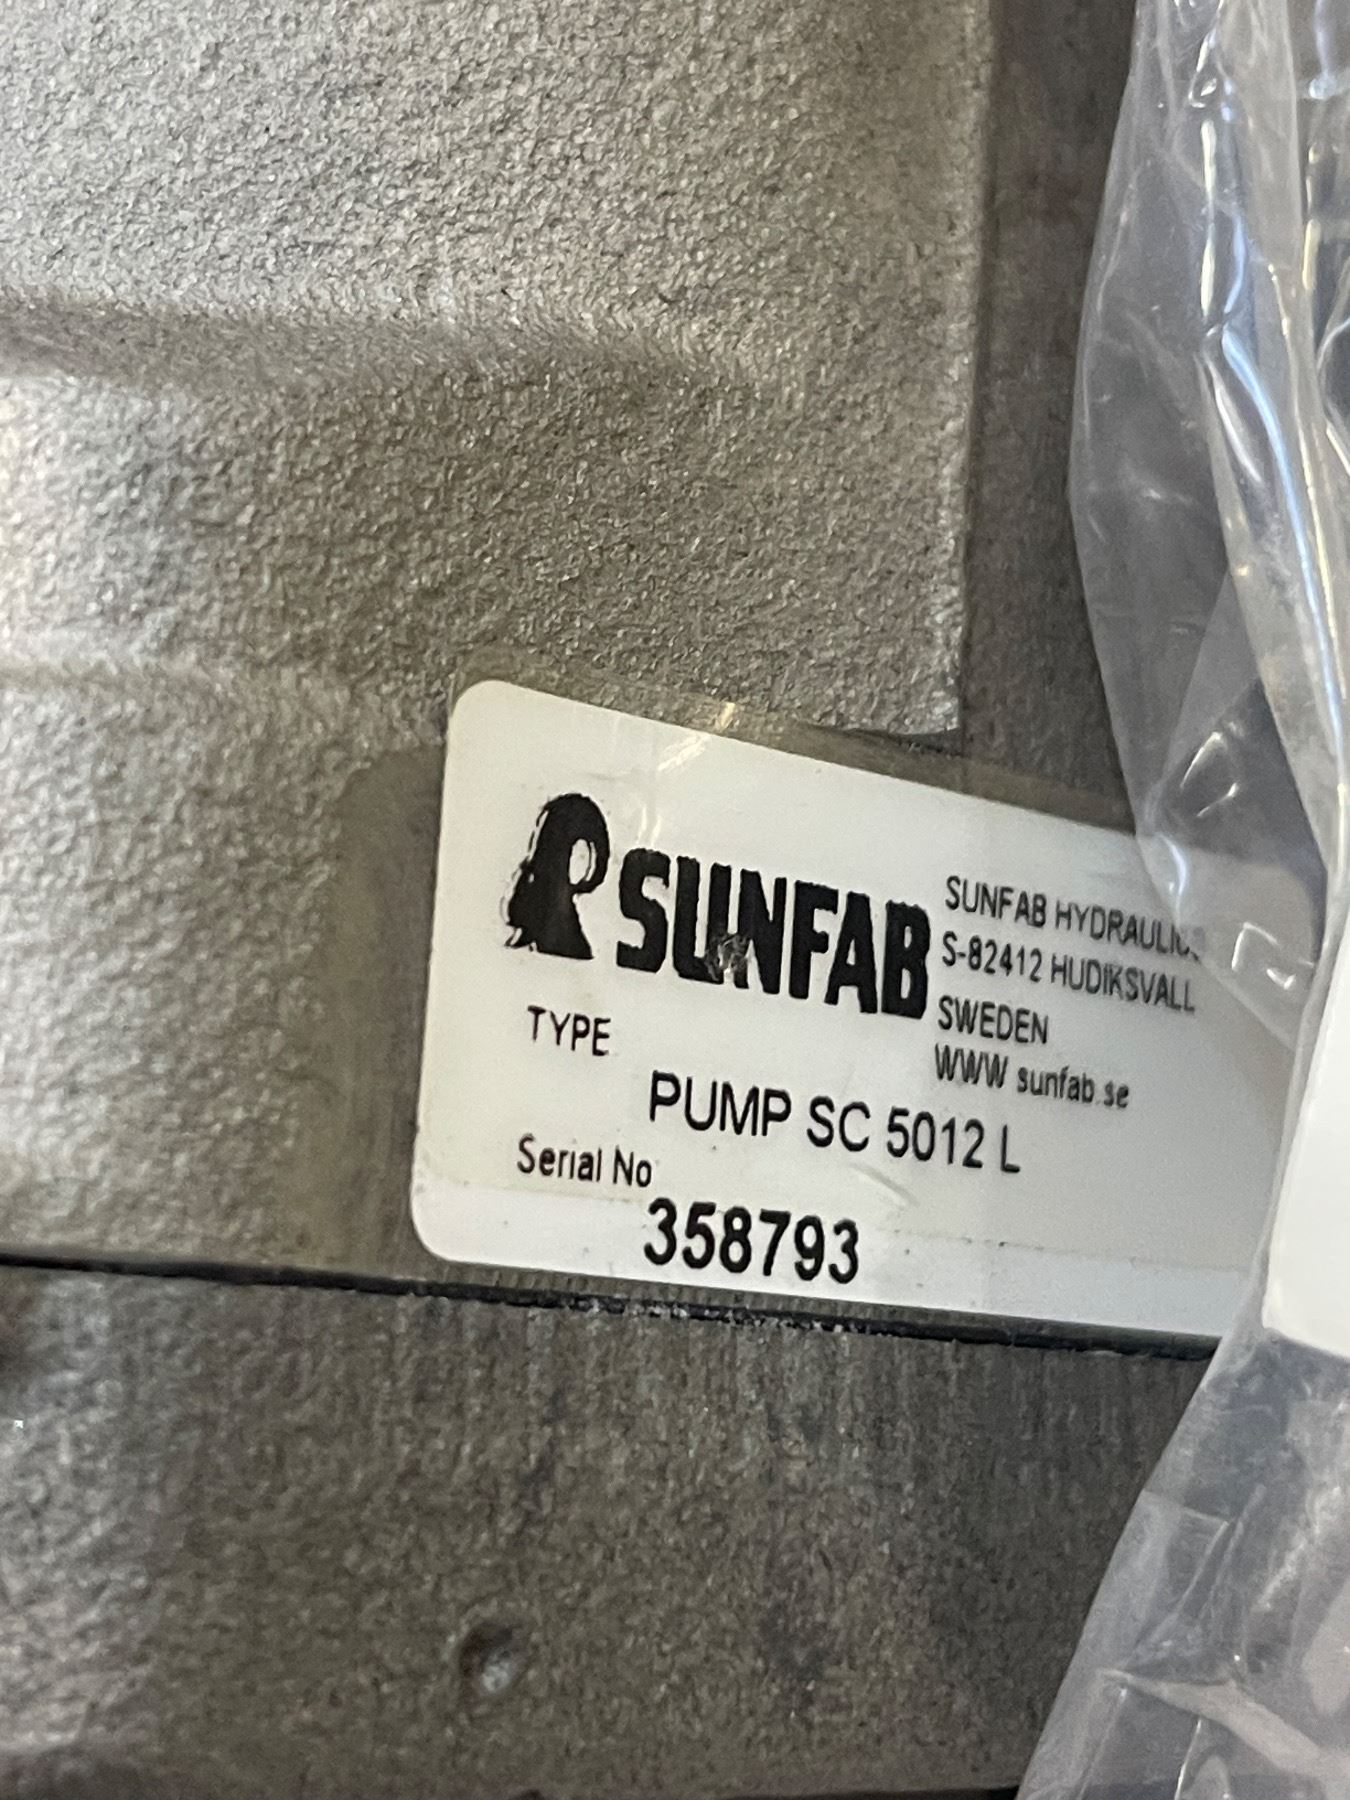 SUNFAB
SUNFAB HYDRAULICS
S-82412 HUDIKSVALL
SWEDEN
WWW sunfab.se
TYPE
PUMP SC 5012 L
Serial No
358793